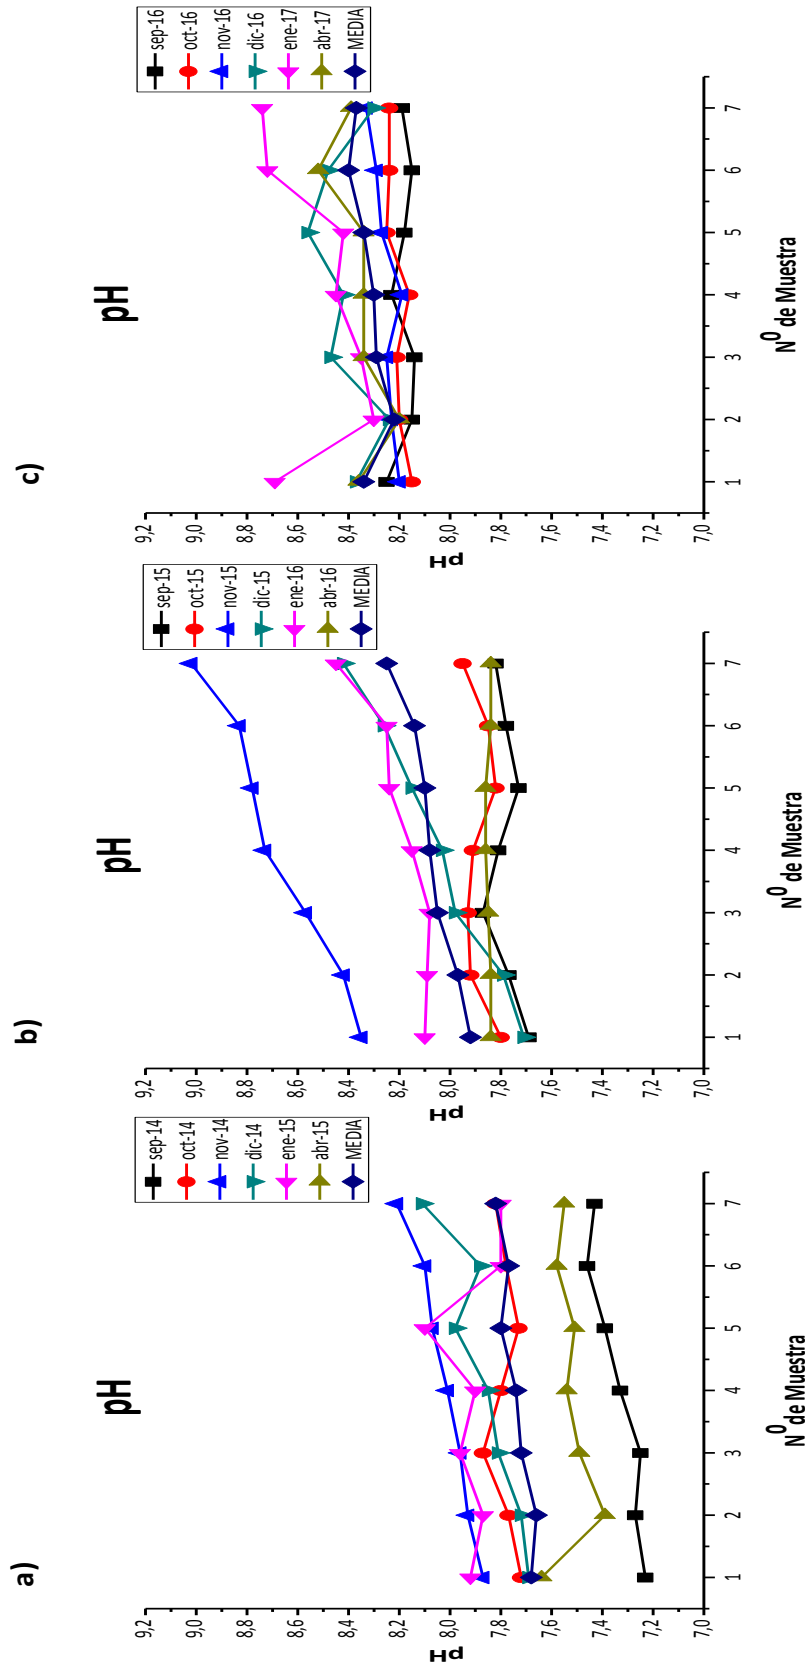 a)
pH
sep-14
oct-14
nov-14
dic-14
ene-15
abr-15
MEDIA
pH
9,2
9,0
8,8
8,6
8,4
8,2
8,0
7,8
7,6
7,4
7,2
7,0
1 2 3 4 5 6 7
N⁰ de Muestra
b)
pH
sep-15
oct-15
nov-15
dic-15
ene-16
abr-16
MEDIA
pH
9,2
9,0
8,8
8,6
8,4
8,2
8,0
7,8
7,6
7,4
7,2
7,0
1 2 3 4 5 6 7
N⁰ de Muestra
c)
pH
sep-16
oct-16
nov-16
dic-16
ene-17
abr-17
MEDIA
pH
9,2
9,0
8,8
8,6
8,4
8,2
8,0
7,8
7,6
7,4
7,2
7,0
1 2 3 4 5 6 7
N⁰ de Muestra